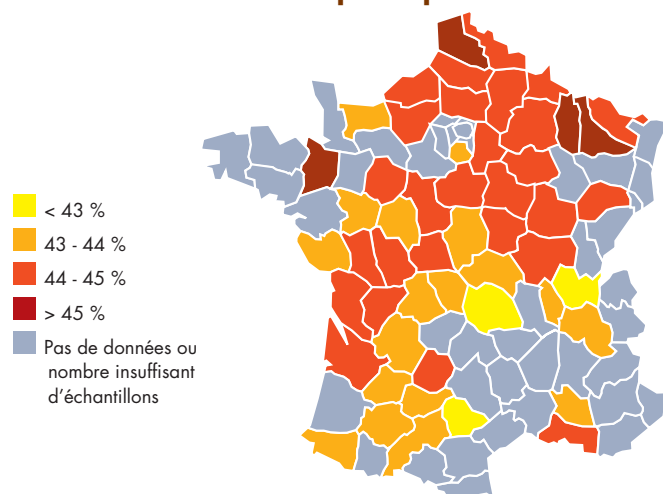 < 43 %
43 - 44 %
44 - 45 %
> 45 %
Pas de données ou
nombre insuffisant
d'échantillons